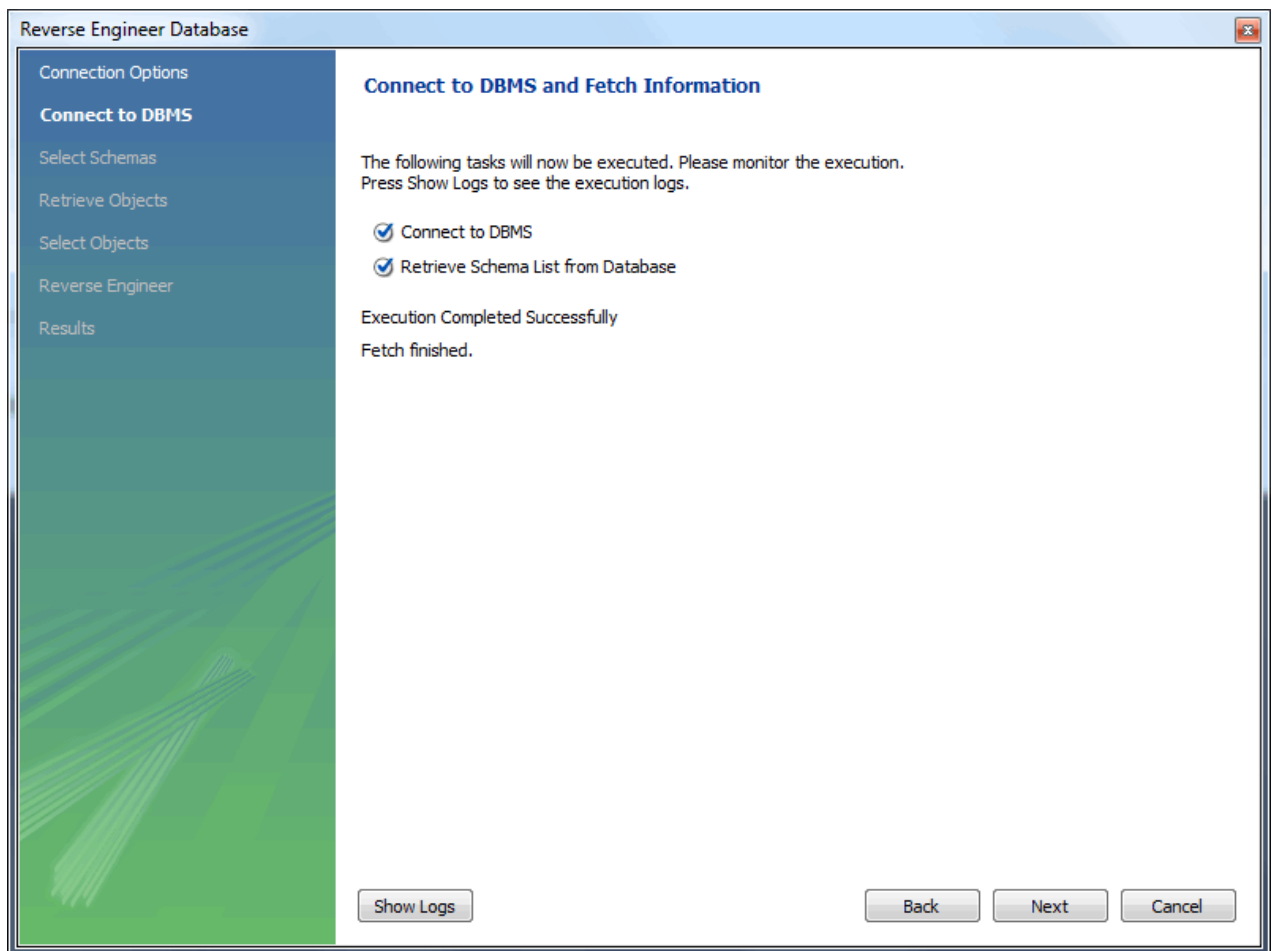 Reverse Engineer Database
Connection Options
Connect to DBMS
Select Schemas
Retrieve Objects
Select Objects
Reverse Engineer
Results
Connect to DBMS and Fetch Information
The following tasks will now be executed. Please monitor the execution.
Press Show Logs to see the execution logs.
Connect to DBMS
Retrieve Schema List from Database
Execution Completed Successfully
Fetch finished.
Show Logs
Back
Next
Cancel